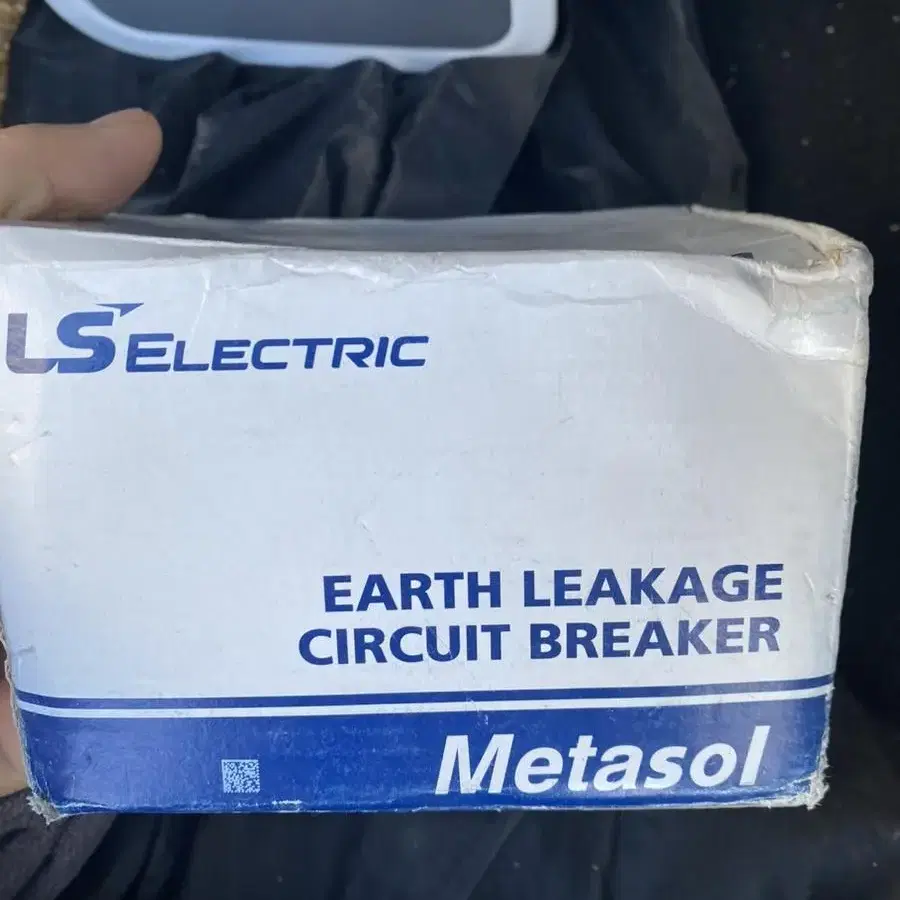 LS ELECTRIC
EARTH LEAKAGE
CIRCUIT BREAKER
Metasol